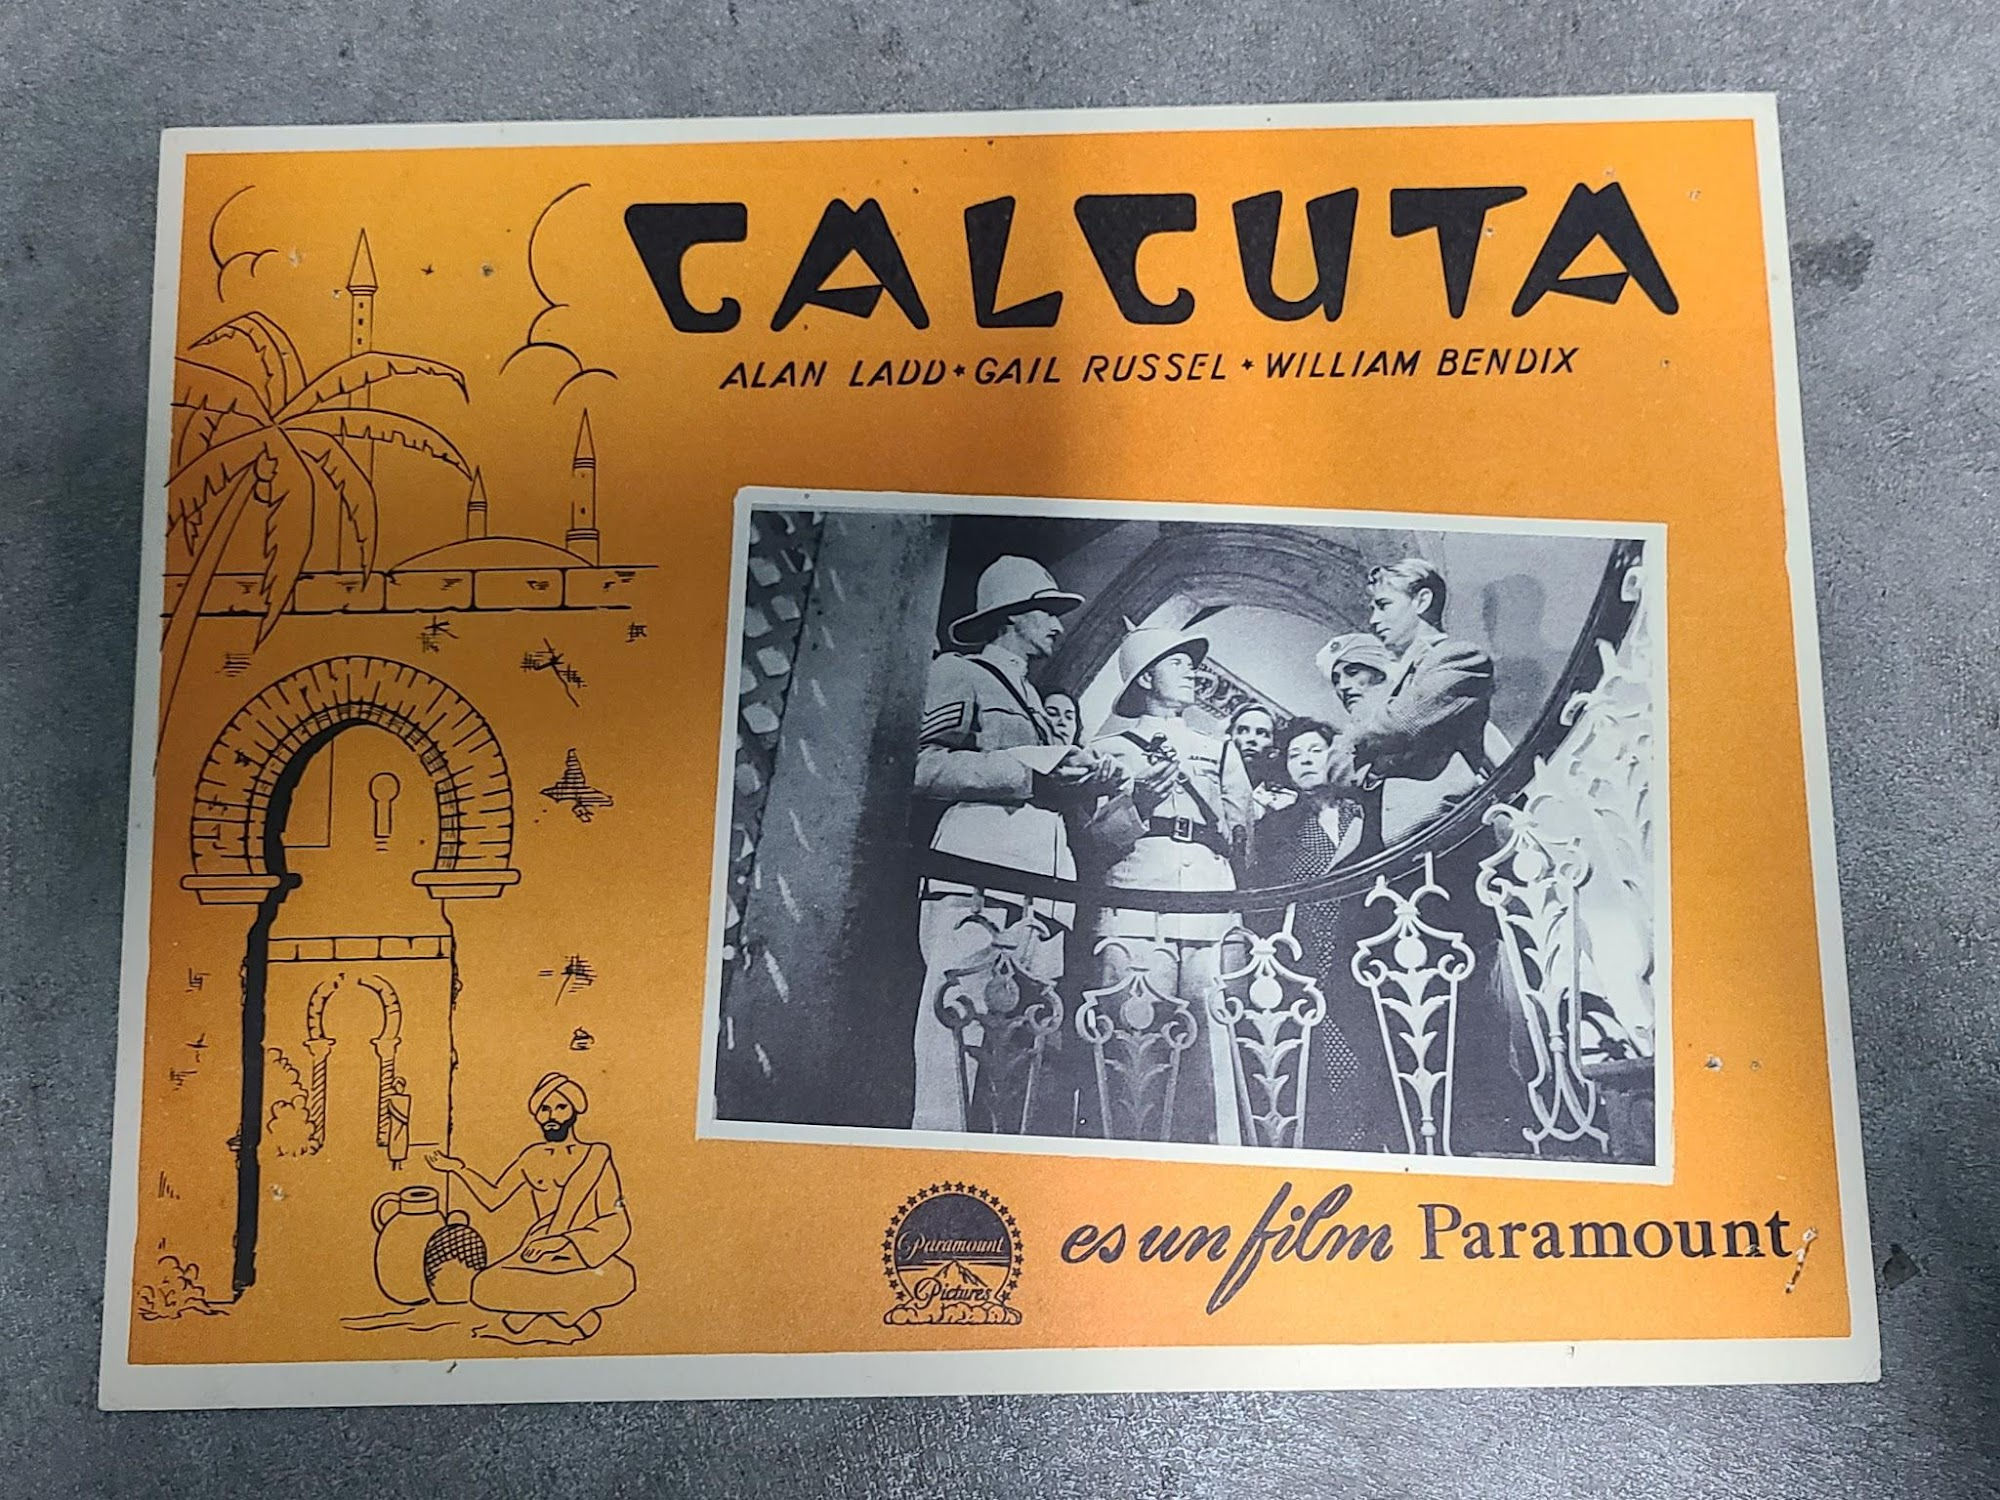 CALCUTA
ALAN LADD * GAIL RUSSEL * WILLIAM BENDIX
Paramount
Pictures
es un film Paramount